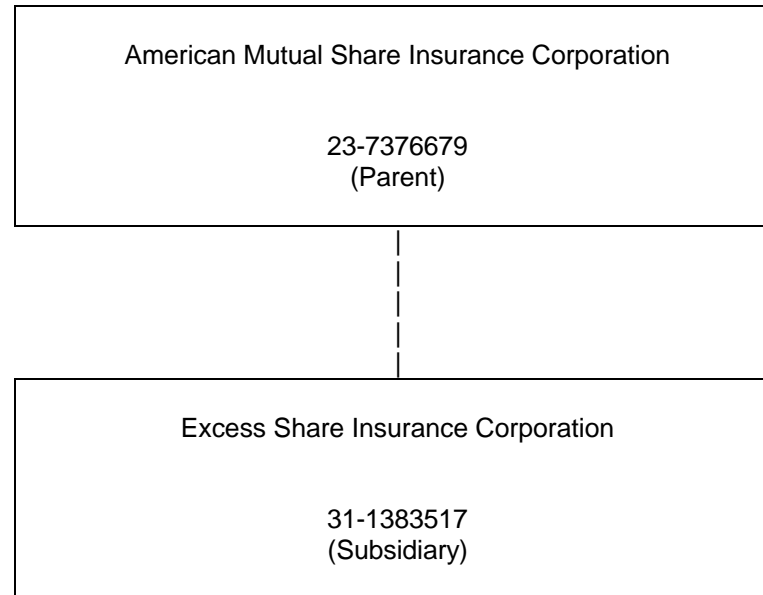 American Mutual Share Insurance Corporation
23-7376679
(Parent)
Excess Share Insurance Corporation
31-1383517
(Subsidiary)